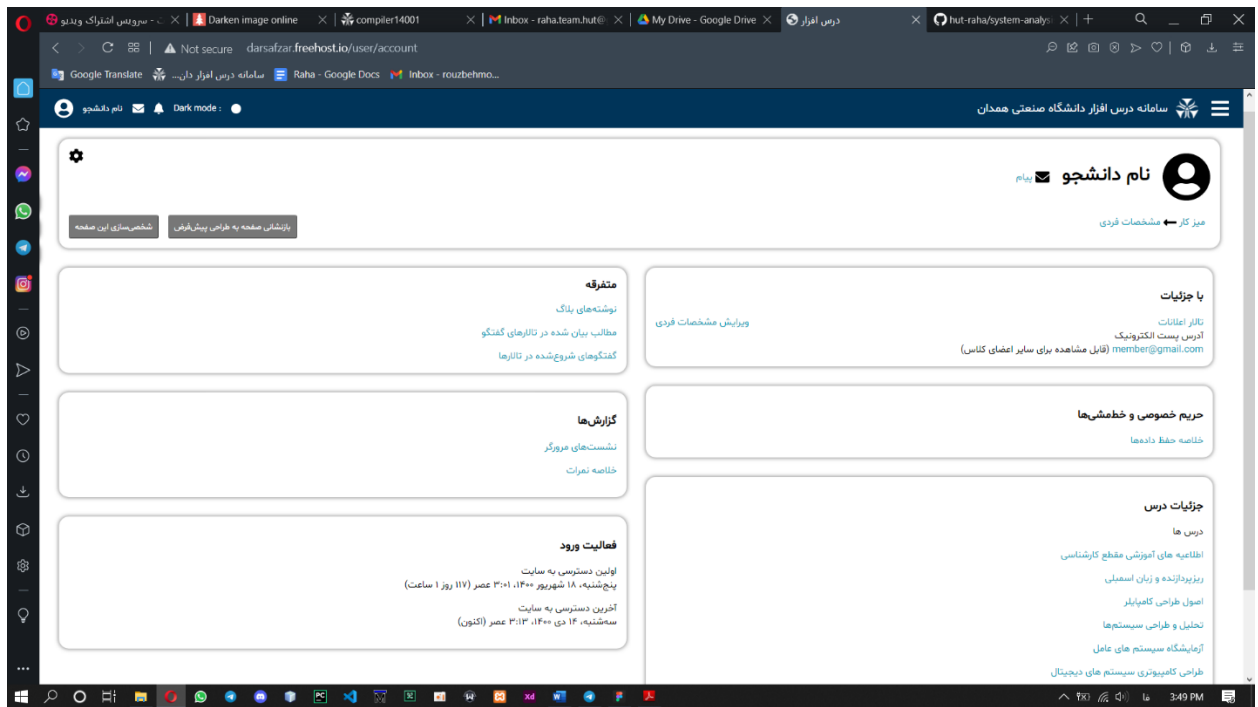 ت - سرویس اشتراک ویدیو
Darken image online
compiler14001
Inbox - raha.team.hut@
My Drive - Google Drive
درس افزار
hut-raha/system-analys
Not secure darsafzar.freehost.io/user/account
Google Translate
سامانه درس افزار دان...
Raha - Google Docs
Inbox - rouzbehmo...
سامانه درس افزار دانشگاه صنعتی همدان
Dark mode :
نام دانشجو
نام دانشجو
پیام
میز کار
مشخصات فردی
بازنشانی صفحه به طراحی پیش‌فرض
شخصی‌سازی این صفحه
با جزئیات
تالار اعلانات
ویرایش مشخصات فردی
آدرس پست الکترونیک
member@gmail.com (قابل مشاهده برای سایر اعضای کلاس)
حریم خصوصی و خط‌مشی‌ها
خلاصه حفظ داده‌ها
جزئیات درس
درس ها
اطلاعیه های آموزشی مقطع کارشناسی
ریزپردازنده و زبان اسمبلی
اصول طراحی کامپایلر
تحلیل و طراحی سیستم‌ها
آزمایشگاه سیستم های عامل
طراحی کامپیوتری سیستم های دیجیتال
متفرقه
نوشته‌های بلاگ
مطالب بیان شده در تالارهای گفتگو
گفتگوهای شروع‌شده در تالارها
گزارش‌ها
نشست‌های مرورگر
خلاصه نمرات
فعالیت ورود
اولین دسترسی به سایت
پنج‌شنبه، ۱۸ شهریور ۱۴۰۰، ۳:۰۱ عصر (۱۱۷ روز ۱ ساعت)
آخرین دسترسی به سایت
سه‌شنبه، ۱۴ دی ۱۴۰۰، ۳:۱۳ عصر (اکنون)
فا
3:49 PM